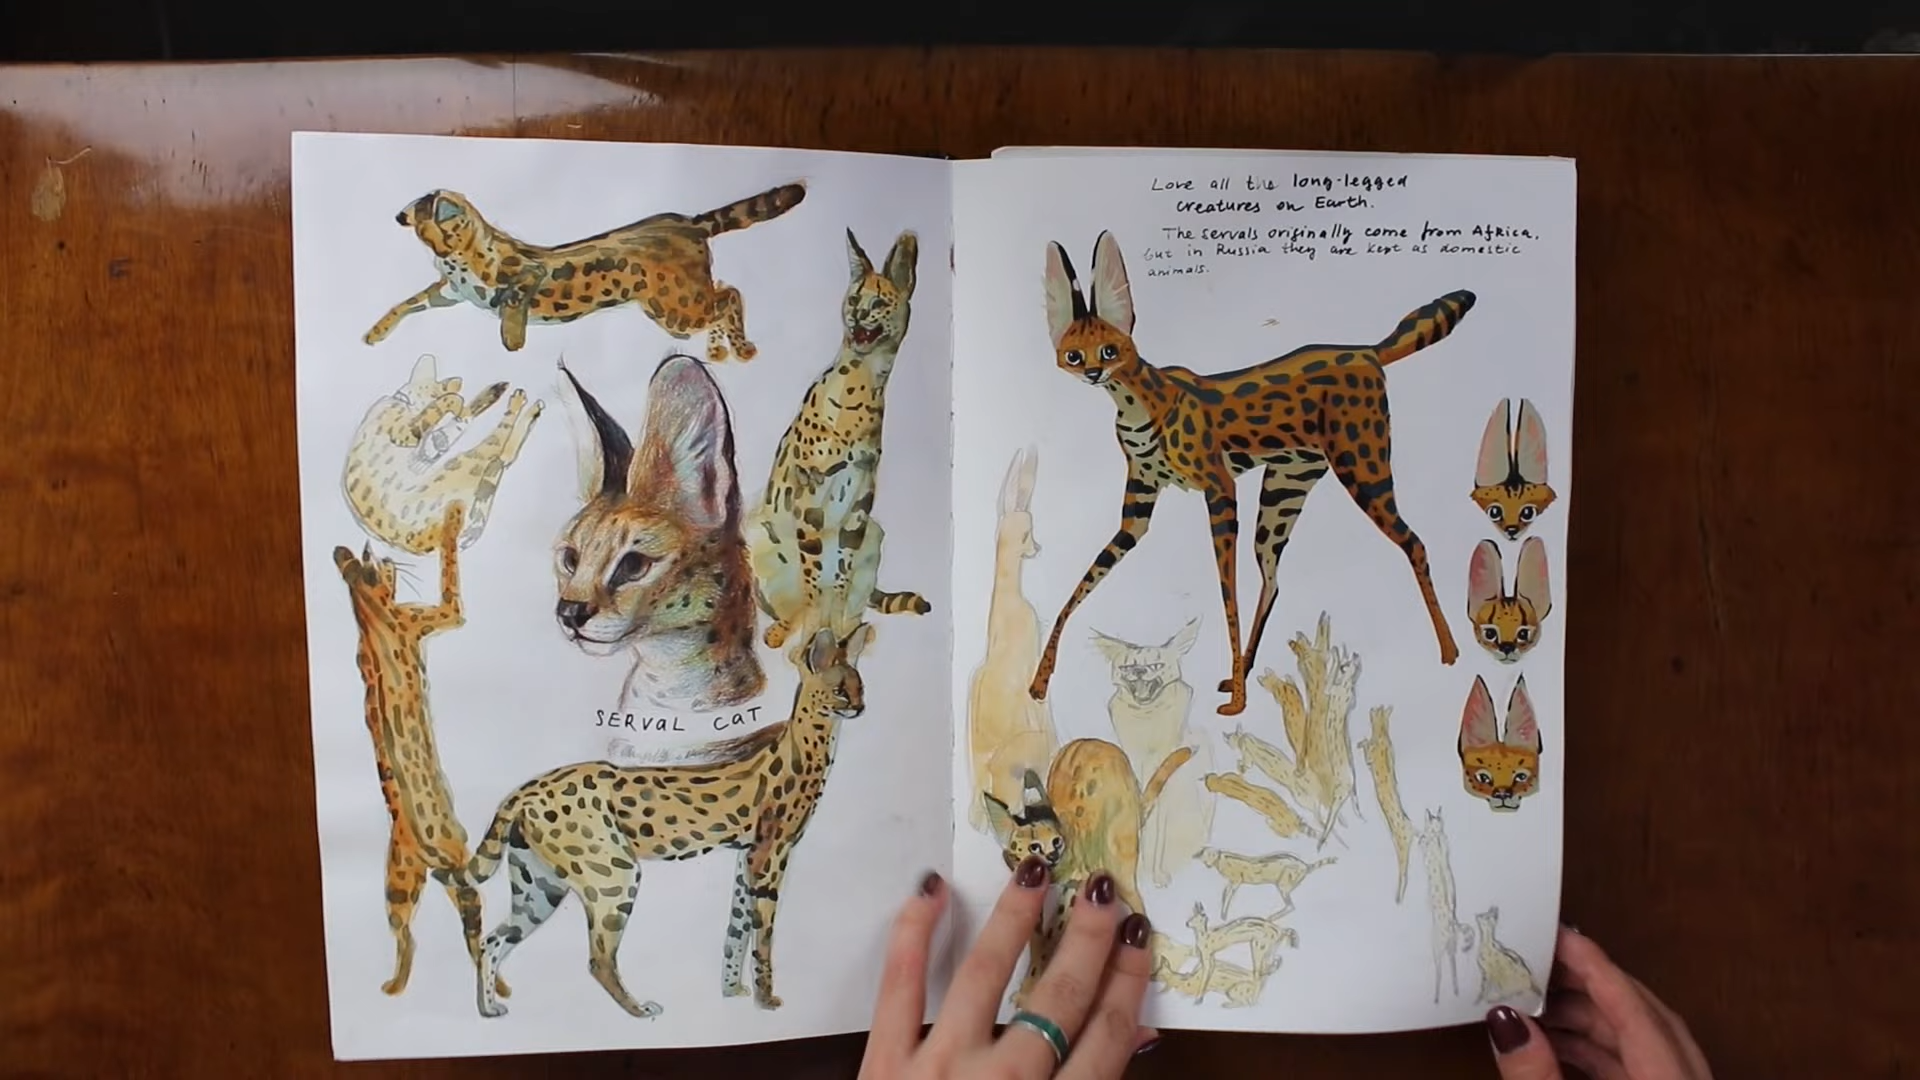 SERVAL CAT
Love all the long-legged
creatures on Earth.
The servals originally come from Africa,
but in Russia they are kept as domestic
animals.